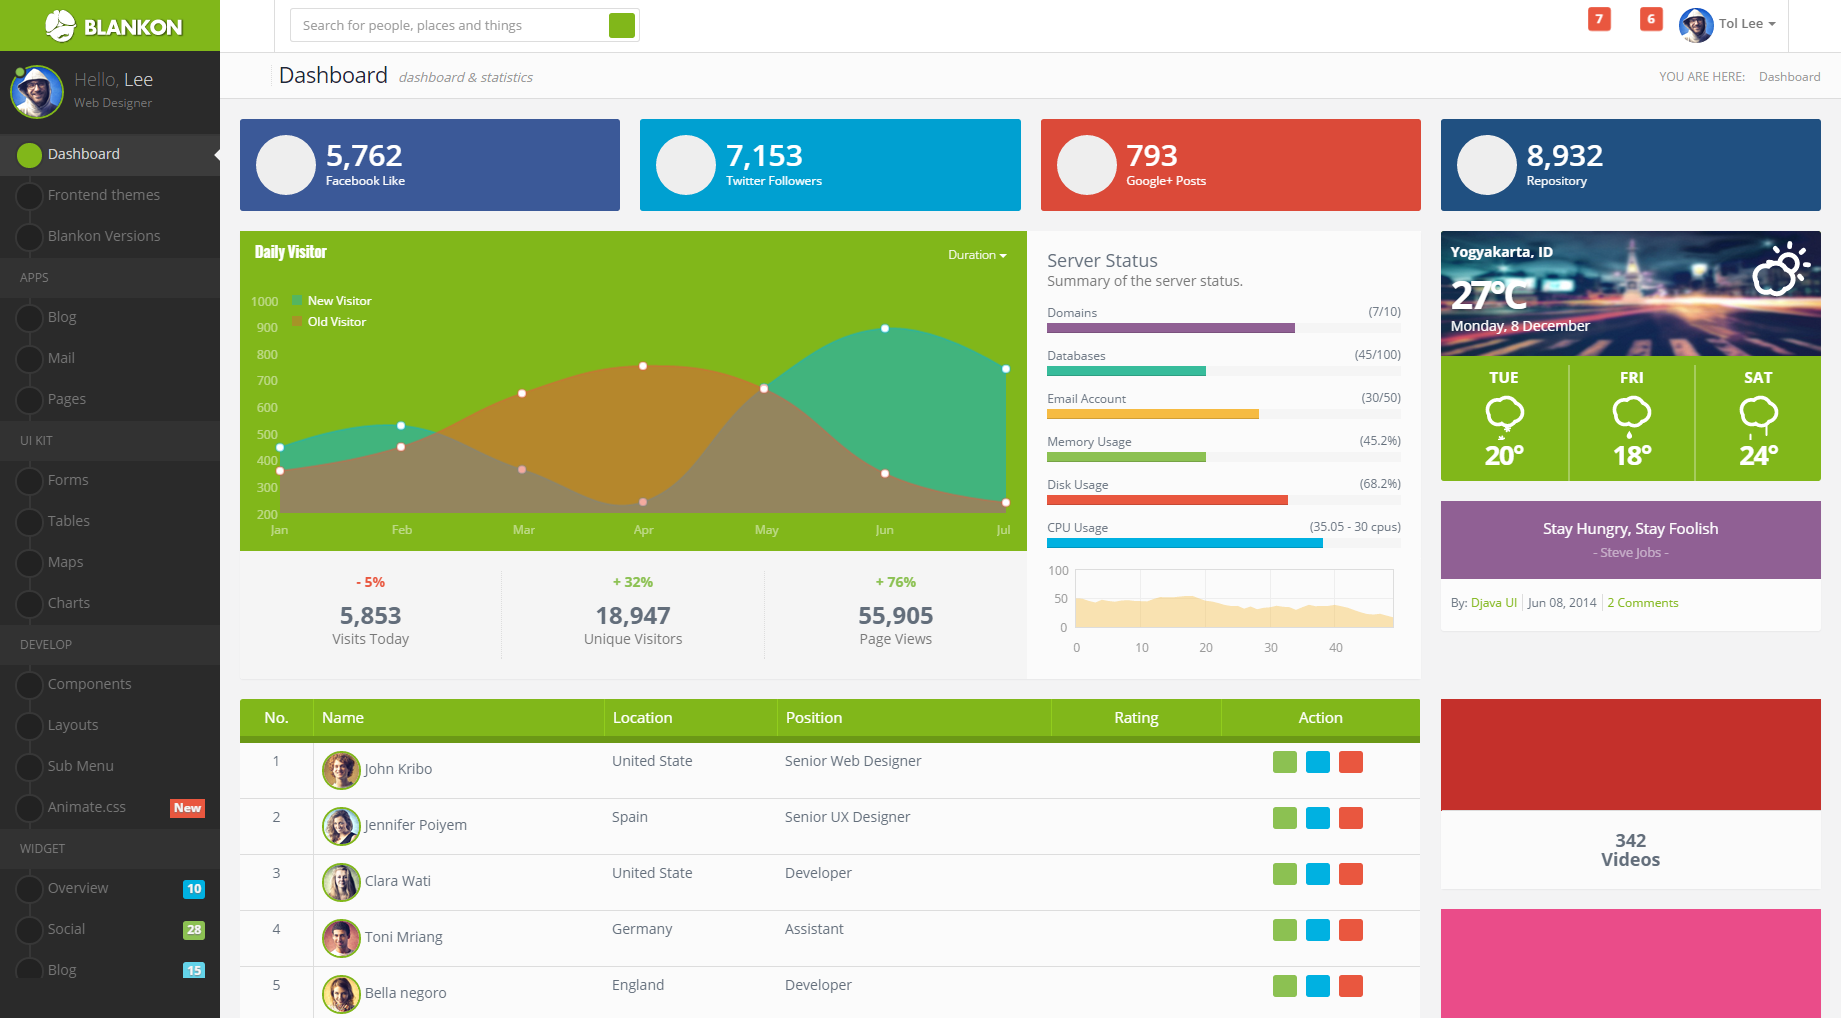 BLANKON
Search for people, places and things
7
6
Tol Lee
Hello, Lee
Web Designer
Dashboard
Frontend themes
Blankon Versions
APPS
Blog
Mail
Pages
UI KIT
Forms
Tables
Maps
Charts
DEVELOP
Components
Layouts
Sub Menu
Animate.css New
WIDGET
Overview 10
Social 28
Blog 15
Dashboard dashboard & statistics
YOU ARE HERE: Dashboard
5,762
Facebook Like
7,153
Twitter Followers
793
Google+ Posts
8,932
Repository
Daily Visitor
Duration
New Visitor
Old Visitor
1000
900
800
700
600
500
400
300
200
Jan Feb Mar Apr May Jun Jul
- 5%
5,853
Visits Today
+ 32%
18,947
Unique Visitors
+ 76%
55,905
Page Views
Server Status
Summary of the server status.
Domains (7/10)
Databases (45/100)
Email Account (30/50)
Memory Usage (45.2%)
Disk Usage (68.2%)
CPU Usage (35.05 - 30 cpus)
100
50
0
0 10 20 30 40
Yogyakarta, ID
27°C
Monday, 8 December
TUE FRI SAT
20° 18° 24°
Stay Hungry, Stay Foolish
- Steve Jobs -
By: Djava UI Jun 08, 2014 2 Comments
No. Name Location Position Rating Action
1 John Kribo United State Senior Web Designer
2 Jennifer Poiyem Spain Senior UX Designer
3 Clara Wati United State Developer
4 Toni Mriang Germany Assistant
5 Bella negoro England Developer
342
Videos